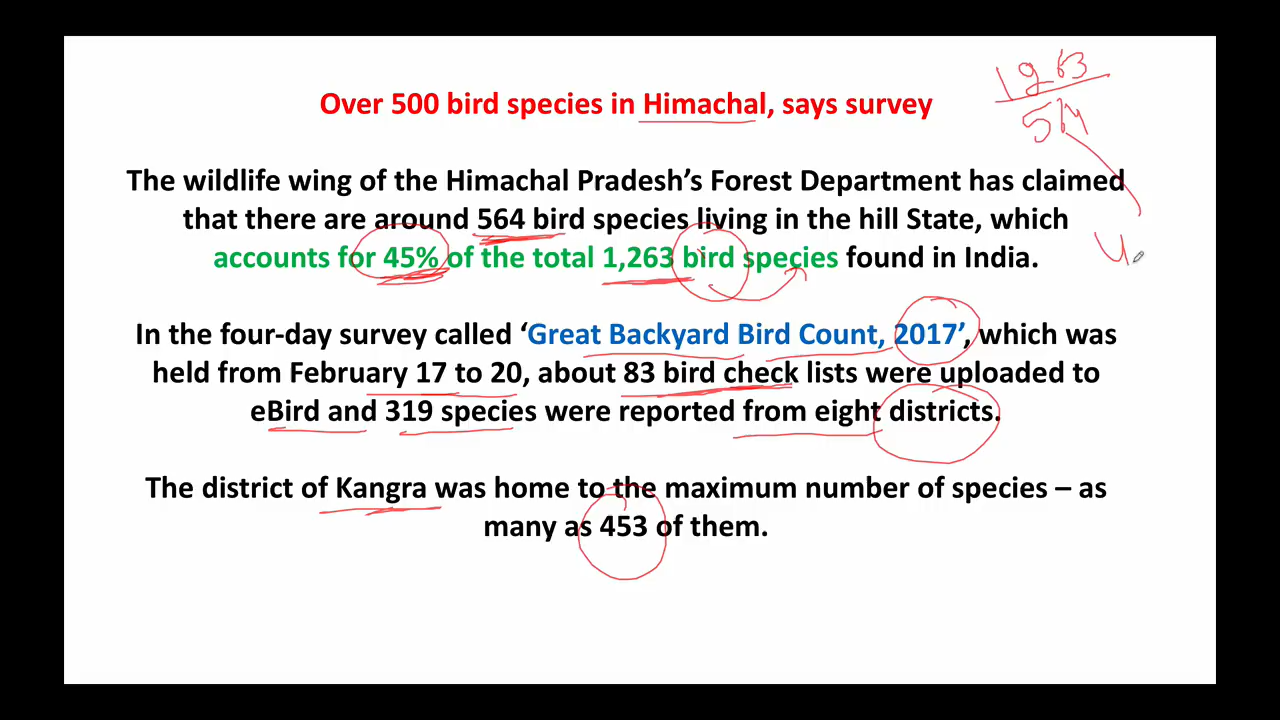 Over 500 bird species in Himachal, says survey
The wildlife wing of the Himachal Pradesh’s Forest Department has claimed
that there are around 564 bird species living in the hill State, which
accounts for 45% of the total 1,263 bird species found in India.
In the four-day survey called ‘Great Backyard Bird Count, 2017’, which was
held from February 17 to 20, about 83 bird check lists were uploaded to
eBird and 319 species were reported from eight districts.
The district of Kangra was home to the maximum number of species – as
many as 453 of them.